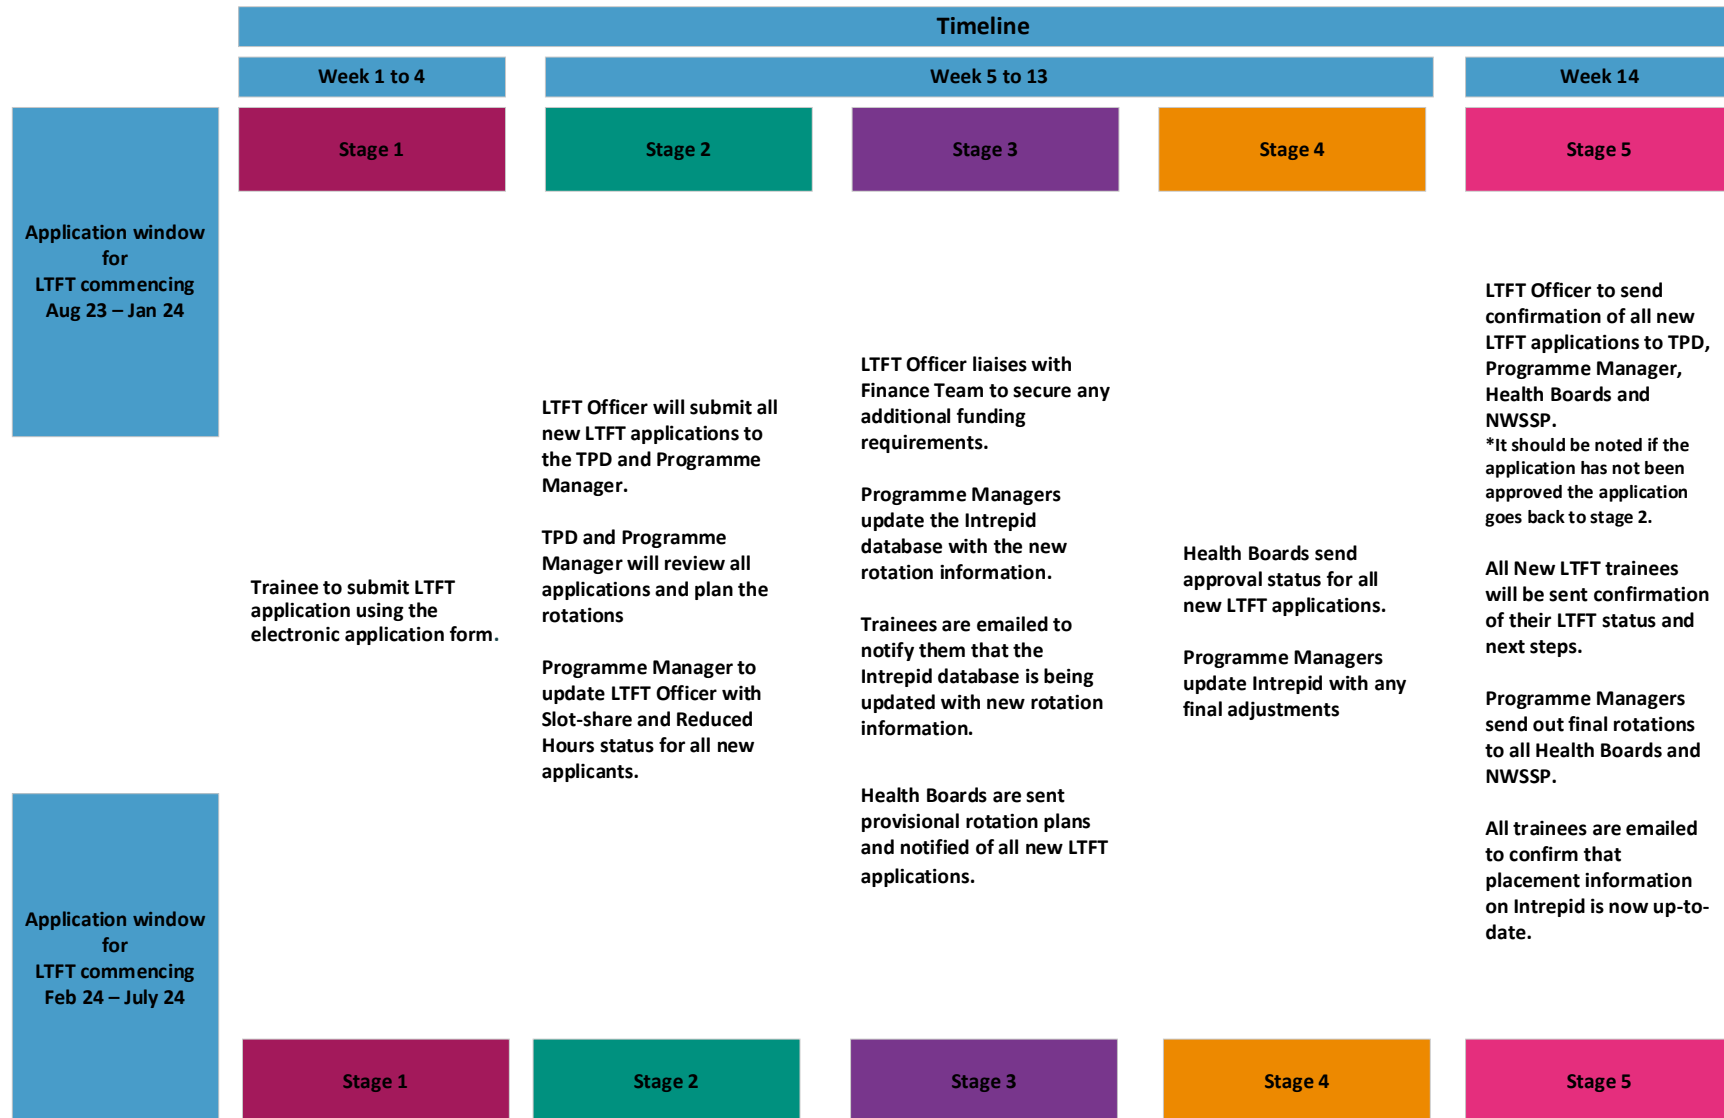 Timeline
Week 1 to 4
Week 5 to 13
Week 14
Stage 1
Stage 2
Stage 3
Stage 4
Stage 5
Application window
for
LTFT commencing
Aug 23 – Jan 24
Trainee to submit LTFT
application using the
electronic application form.
LTFT Officer will submit all
new LTFT applications to
the TPD and Programme
Manager.
TPD and Programme
Manager will review all
applications and plan the
rotations
Programme Manager to
update LTFT Officer with
Slot-share and Reduced
Hours status for all new
applicants.
LTFT Officer liaises with
Finance Team to secure any
additional funding
requirements.
Programme Managers
update the Intrepid
database with the new
rotation information.
Trainees are emailed to
notify them that the
Intrepid database is being
updated with new rotation
information.
Health Boards are sent
provisional rotation plans
and notified of all new LTFT
applications.
Health Boards send
approval status for all
new LTFT applications.
Programme Managers
update Intrepid with any
final adjustments
LTFT Officer to send
confirmation of all new
LTFT applications to TPD,
Programme Manager,
Health Boards and
NWSSP.
*It should be noted if the
application has not been
approved the application
goes back to stage 2.
All New LTFT trainees
will be sent confirmation
of their LTFT status and
next steps.
Programme Managers
send out final rotations
to all Health Boards and
NWSSP.
All trainees are emailed
to confirm that
placement information
on Intrepid is now up-to-
date.
Application window
for
LTFT commencing
Feb 24 – July 24
Stage 1
Stage 2
Stage 3
Stage 4
Stage 5